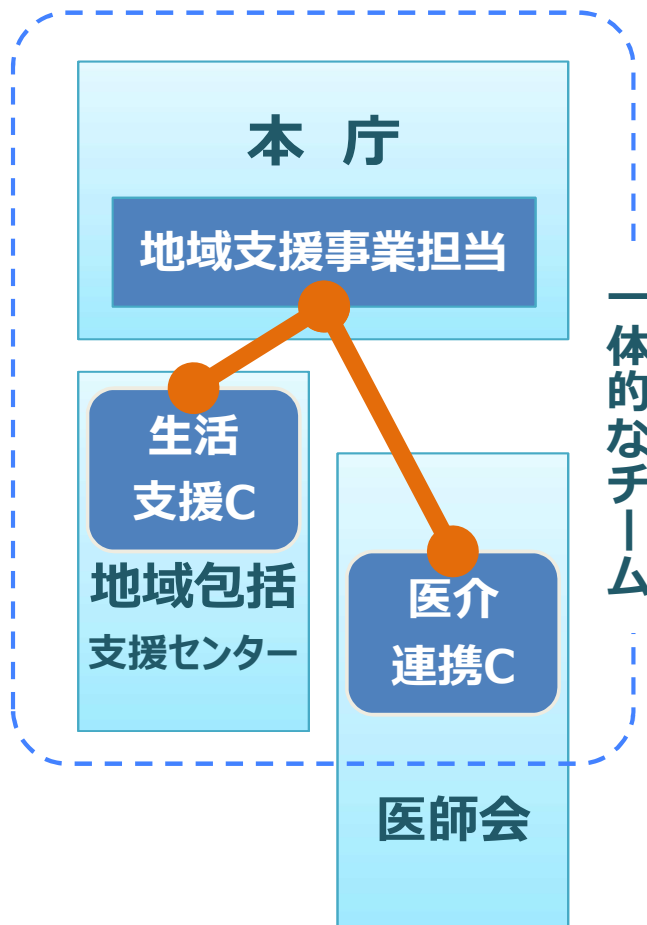 本 庁
地域支援事業担当
生活
支援C
地域包括
支援センター
医介
連携C
医師会
一体的なチーム